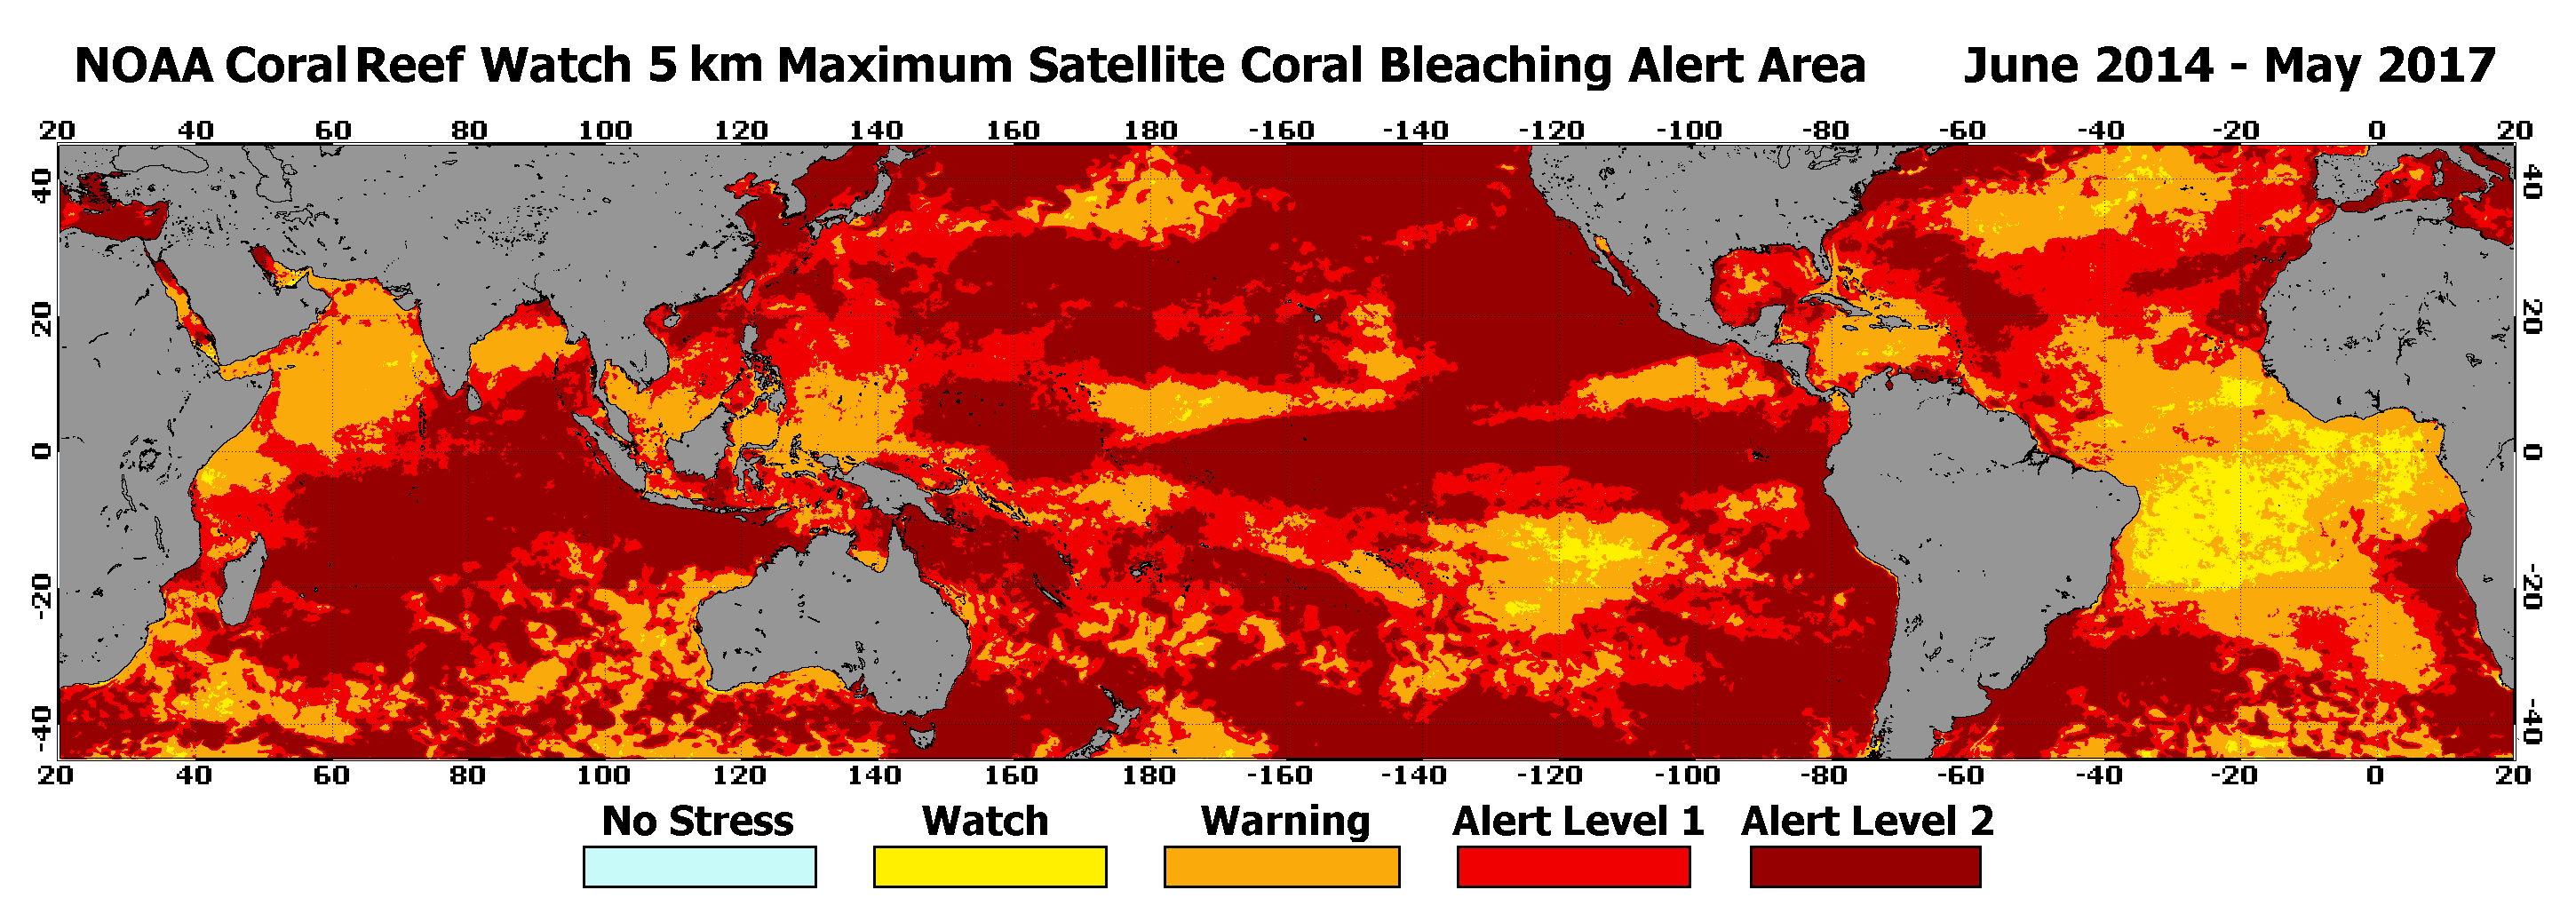 NOAA Coral Reef Watch 5 km Maximum Satellite Coral Bleaching Alert Area June 2014 - May 2017
20 40 60 80 100 120 140 160 180 -160 -140 -120 -100 -80 -60 -40 -20 0 20
40 40
20 20
0 0
-20 -20
-40 -40
20 40 60 80 100 120 140 160 180 -160 -140 -120 -100 -80 -60 -40 -20 0 20
No Stress Watch Warning Alert Level 1 Alert Level 2